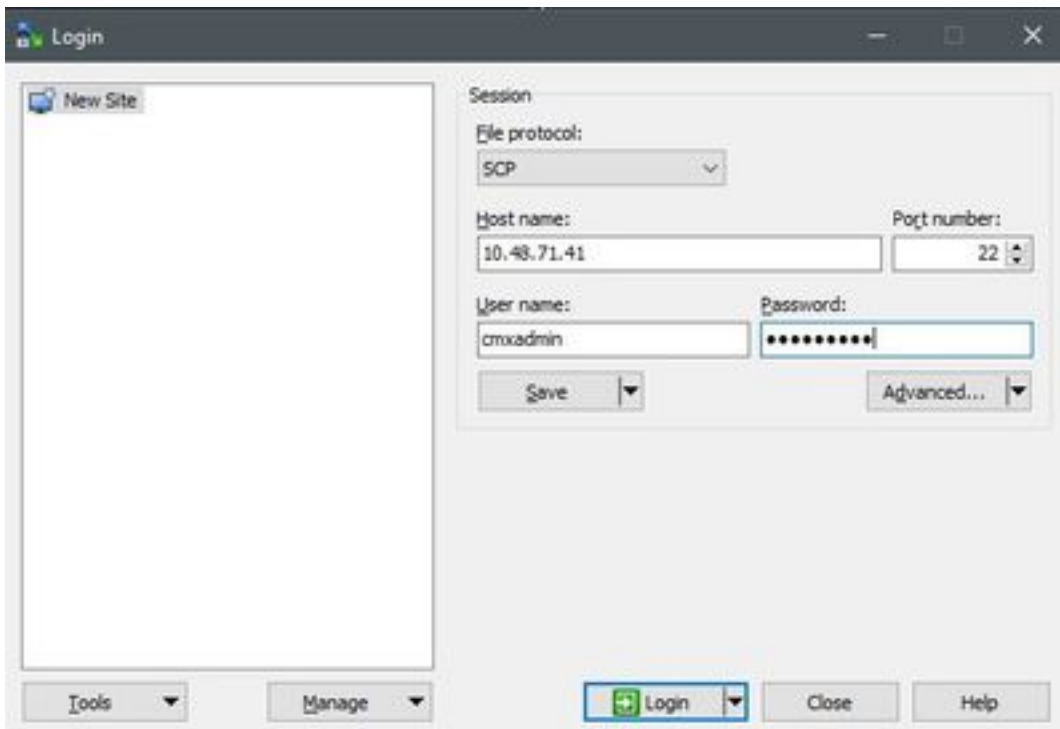 Login
New Site
Session
File protocol:
SCP
Host name:
Port number:
10.48.71.41
22
User name:
Password:
cmxadmin
•••••••••
Save
Advanced...
Tools
Manage
Login
Close
Help